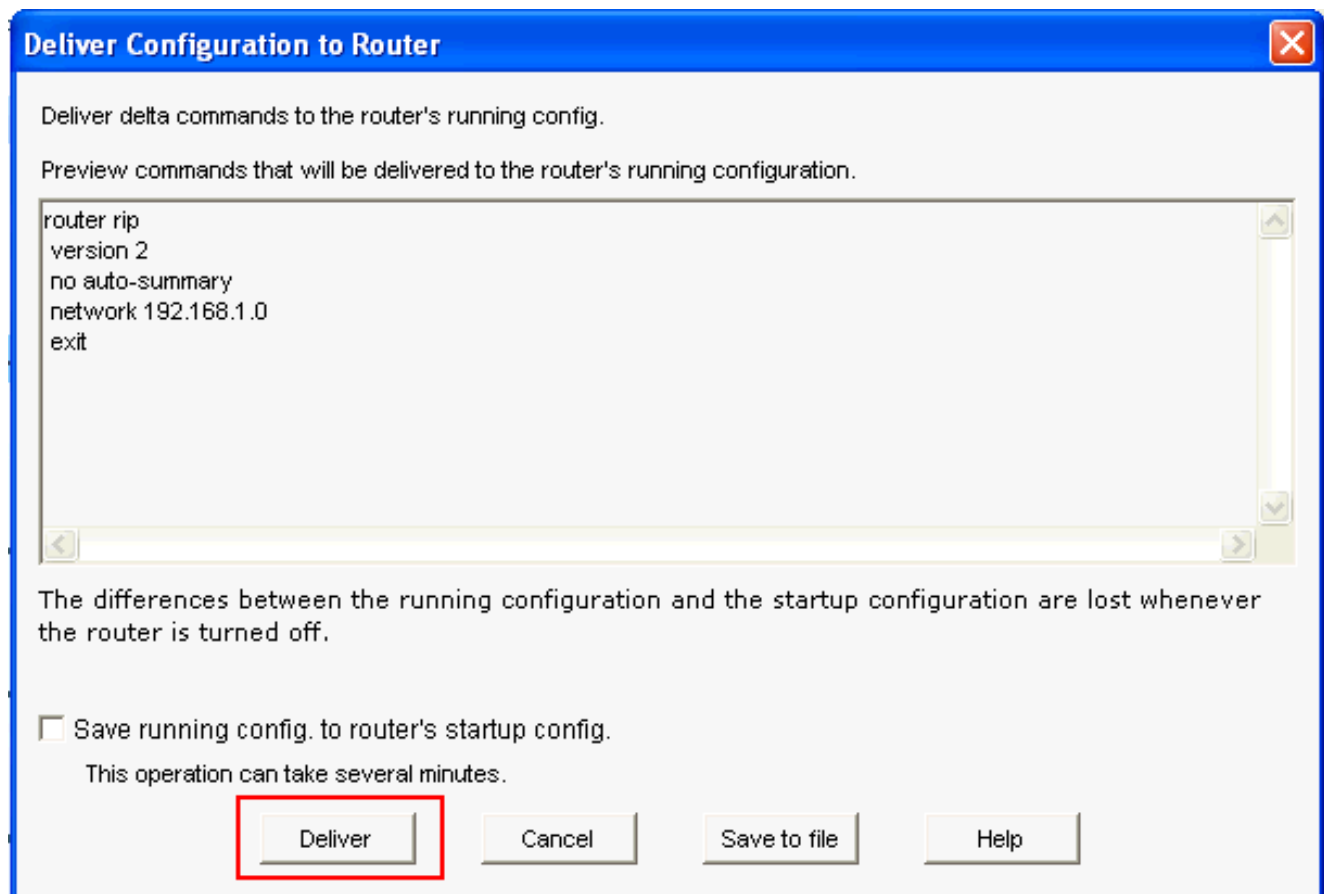 Deliver Configuration to Router
Deliver delta commands to the router's running config.
Preview commands that will be delivered to the router's running configuration.
router rip
version 2
no auto-summary
network 192.168.1.0
exit
The differences between the running configuration and the startup configuration are lost whenever
the router is turned off.
Save running config. to router's startup config.
This operation can take several minutes.
Deliver Cancel Save to file Help